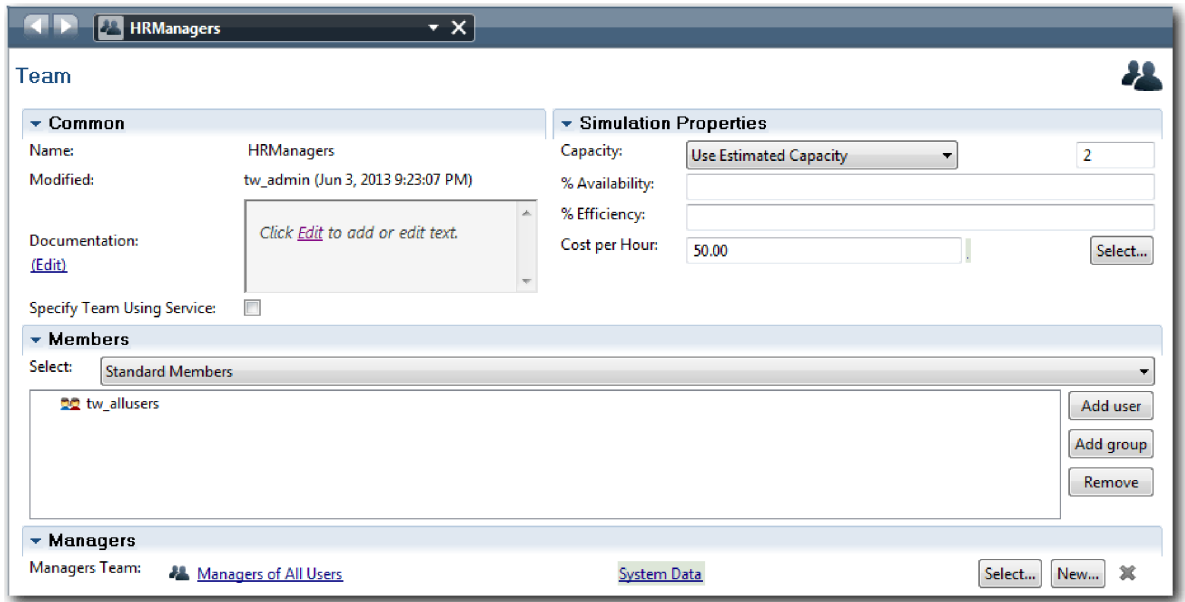 HRManagers
Team
Common
Name: HRManagers
Modified: tw_admin (Jun 3, 2013 9:23:07 PM)
Documentation:
(Edit)
Click Edit to add or edit text.
Specify Team Using Service:
Simulation Properties
Capacity: Use Estimated Capacity 2
% Availability:
% Efficiency:
Cost per Hour: 50.00 . Select...
Members
Select: Standard Members
tw_allusers
Add user
Add group
Remove
Managers
Managers Team: Managers of All Users System Data Select... New...